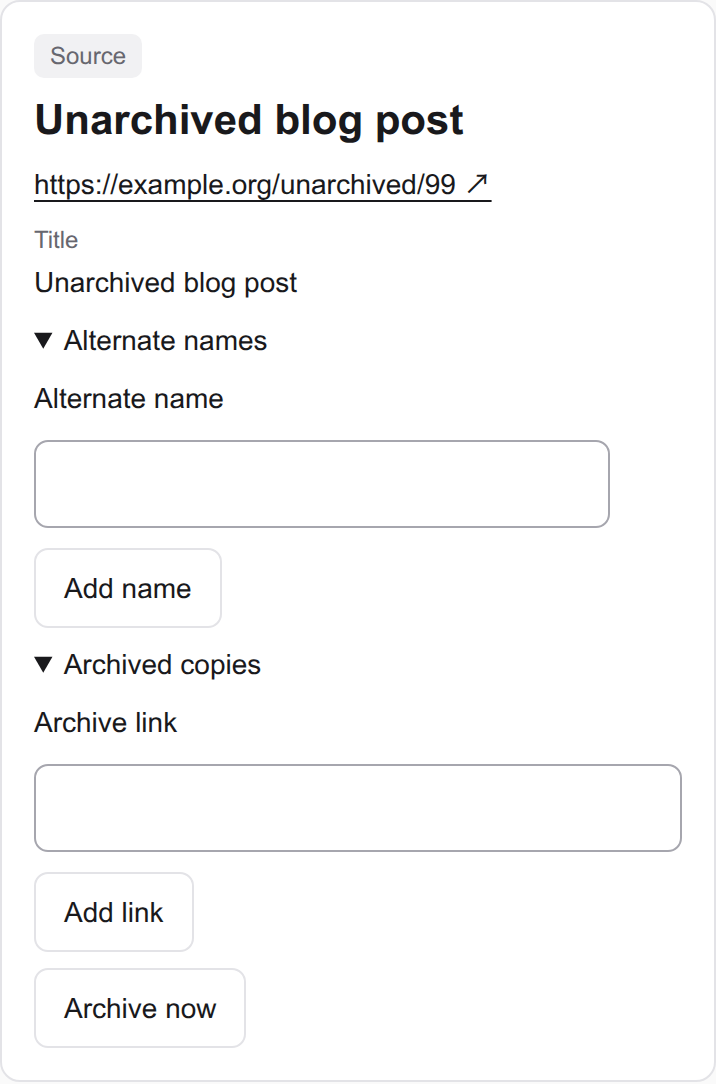 Source
Unarchived blog post
https://example.org/unarchived/99 ↗
Title
Unarchived blog post
▼ Alternate names
Alternate name
Add name
▼ Archived copies
Archive link
Add link
Archive now